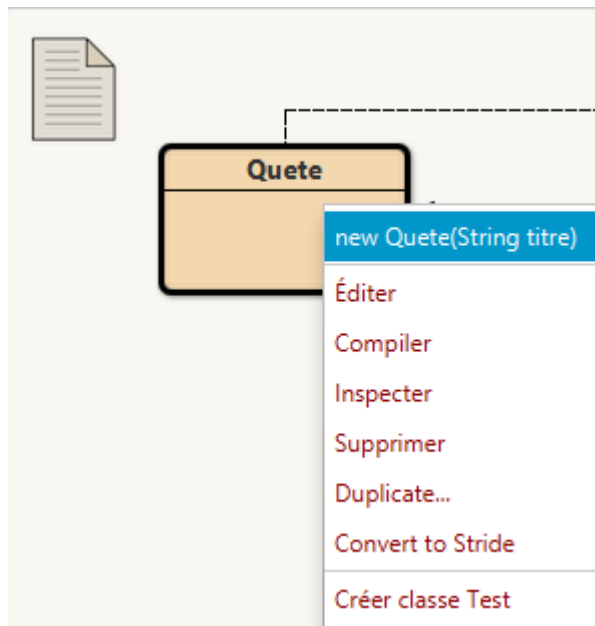 Quete
new Quete(String titre)
Éditer
Compiler
Inspecter
Supprimer
Duplicate...
Convert to Stride
Créer classe Test